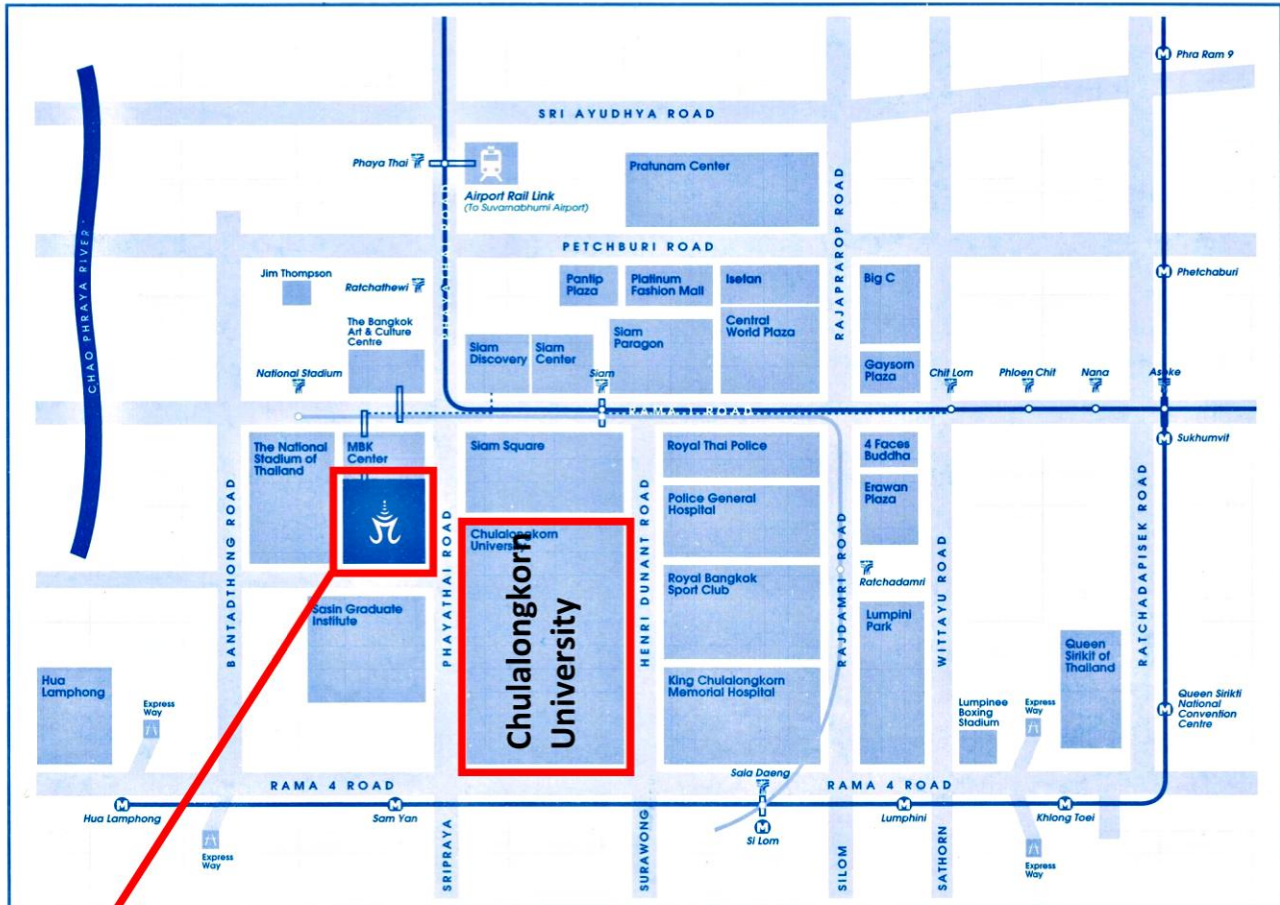 Phra Ram 9
SRI AYUDHYA ROAD
Phaya Thai
Airport Rail Link
(To Suvarnabhumi Airport)
Pratunam Center
RAJAPRAROP ROAD
CHAO PHRAYA RIVER
PHAYATHAI ROAD
PETCHBURI ROAD
Jim Thompson
Ratchathewi
Pantip
Plaza
Platinum
Fashion Mall
Isetan
Big C
Phetchaburi
The Bangkok
Art & Culture
Centre
Siam
Discovery
Siam
Center
Siam
Paragon
Central
World Plaza
Gaysorn
Plaza
National Stadium
Siam
Chit Lom
Phloen Chit
Nana
Asoke
RAMA 1 ROAD
Sukhumvit
The National
Stadium of
Thailand
MBK
Center
Siam Square
Royal Thai Police
4 Faces
Buddha
BANTADTHONG ROAD
PHAYATHAI ROAD
HENRI DUNANT ROAD
Police General
Hospital
Erawan
Plaza
RATCHADAPISEK ROAD
Chulalongkorn
University
Chulalongkorn
University
Royal Bangkok
Sport Club
RAJDAMRI ROAD
Ratchadamri
WITTAYU ROAD
Sasin Graduate
Institute
Lumpini
Park
Queen
Sirikit of
Thailand
Hua
Lamphong
Express
Way
King Chulalongkorn
Memorial Hospital
Lumpinee
Boxing
Stadium
Express
Way
Queen Sirikti
National
Convention
Centre
Sala Daeng
RAMA 4 ROAD
RAMA 4 ROAD
Hua Lamphong
Sam Yan
Si Lom
Lumphini
Khlong Toei
Express
Way
SRIPRAYA
SURAWONG
SILOM
SATHORN
Express
Way